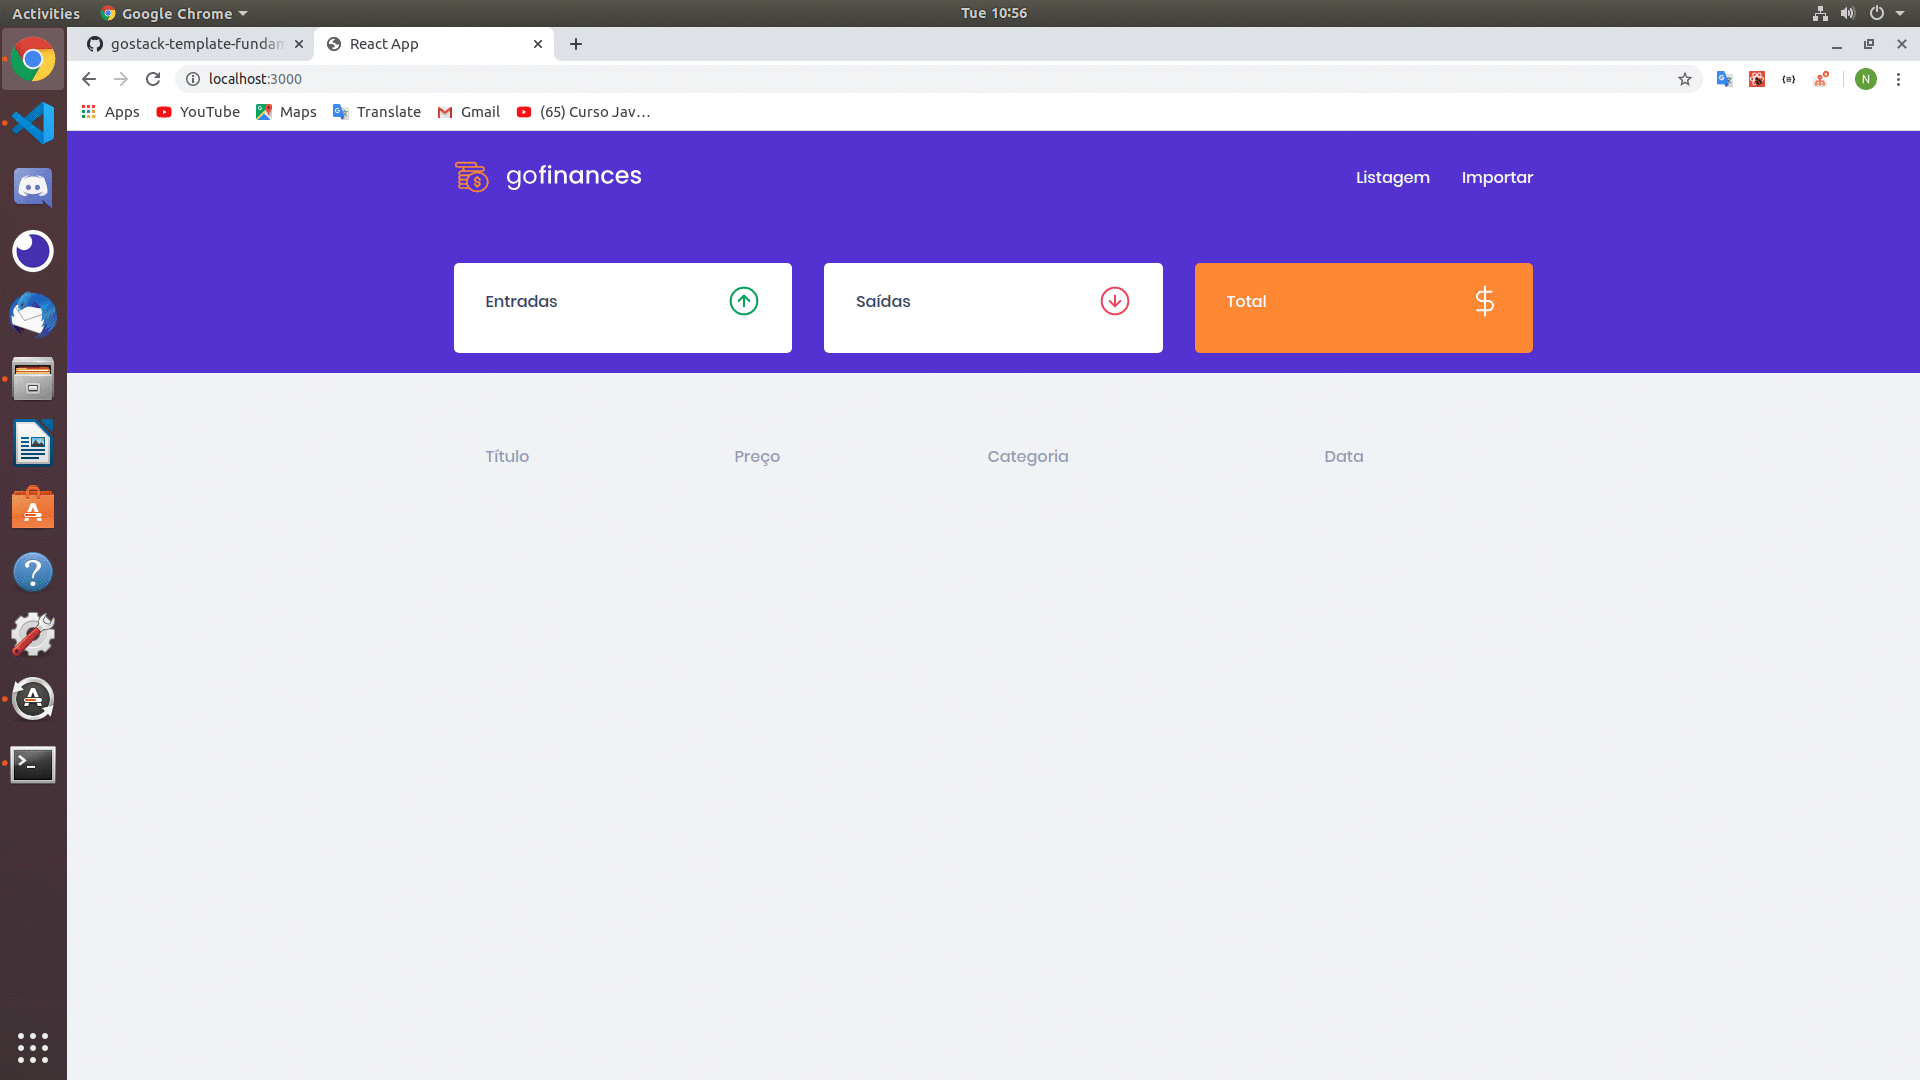 Activities Google Chrome Tue 10:56
gostack-template-fundam React App
localhost:3000 N
Apps YouTube Maps Translate Gmail (65) Curso Jav…
gofinances Listagem Importar
Entradas Saídas Total
Título Preço Categoria Data